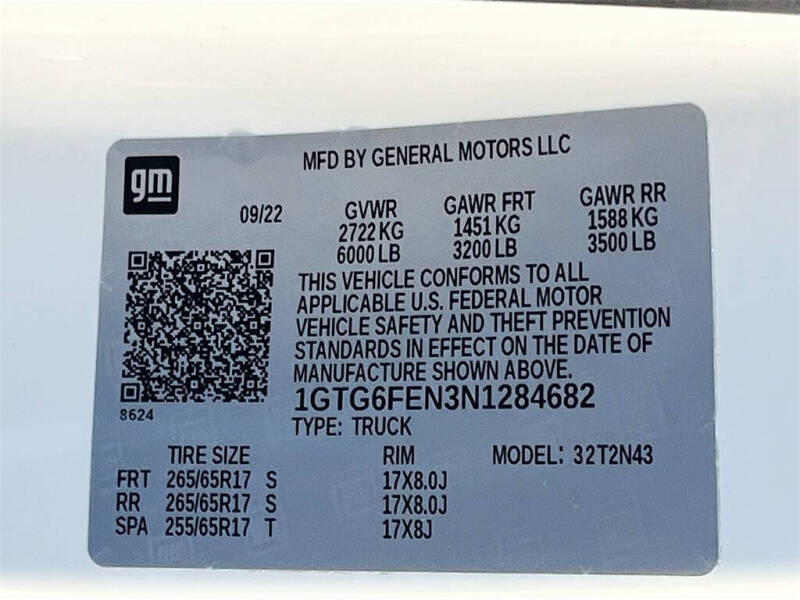 gm
MFD BY GENERAL MOTORS LLC
09/22 GVWR GAWR FRT GAWR RR
2722 KG 1451 KG 1588 KG
6000 LB 3200 LB 3500 LB
THIS VEHICLE CONFORMS TO ALL
APPLICABLE U.S. FEDERAL MOTOR
VEHICLE SAFETY AND THEFT PREVENTION
STANDARDS IN EFFECT ON THE DATE OF
MANUFACTURE SHOWN ABOVE.
1GTG6FEN3N1284682
8624
TYPE: TRUCK
TIRE SIZE RIM MODEL: 32T2N43
FRT 265/65R17 S 17X8.0J
RR 265/65R17 S 17X8.0J
SPA 255/65R17 T 17X8J